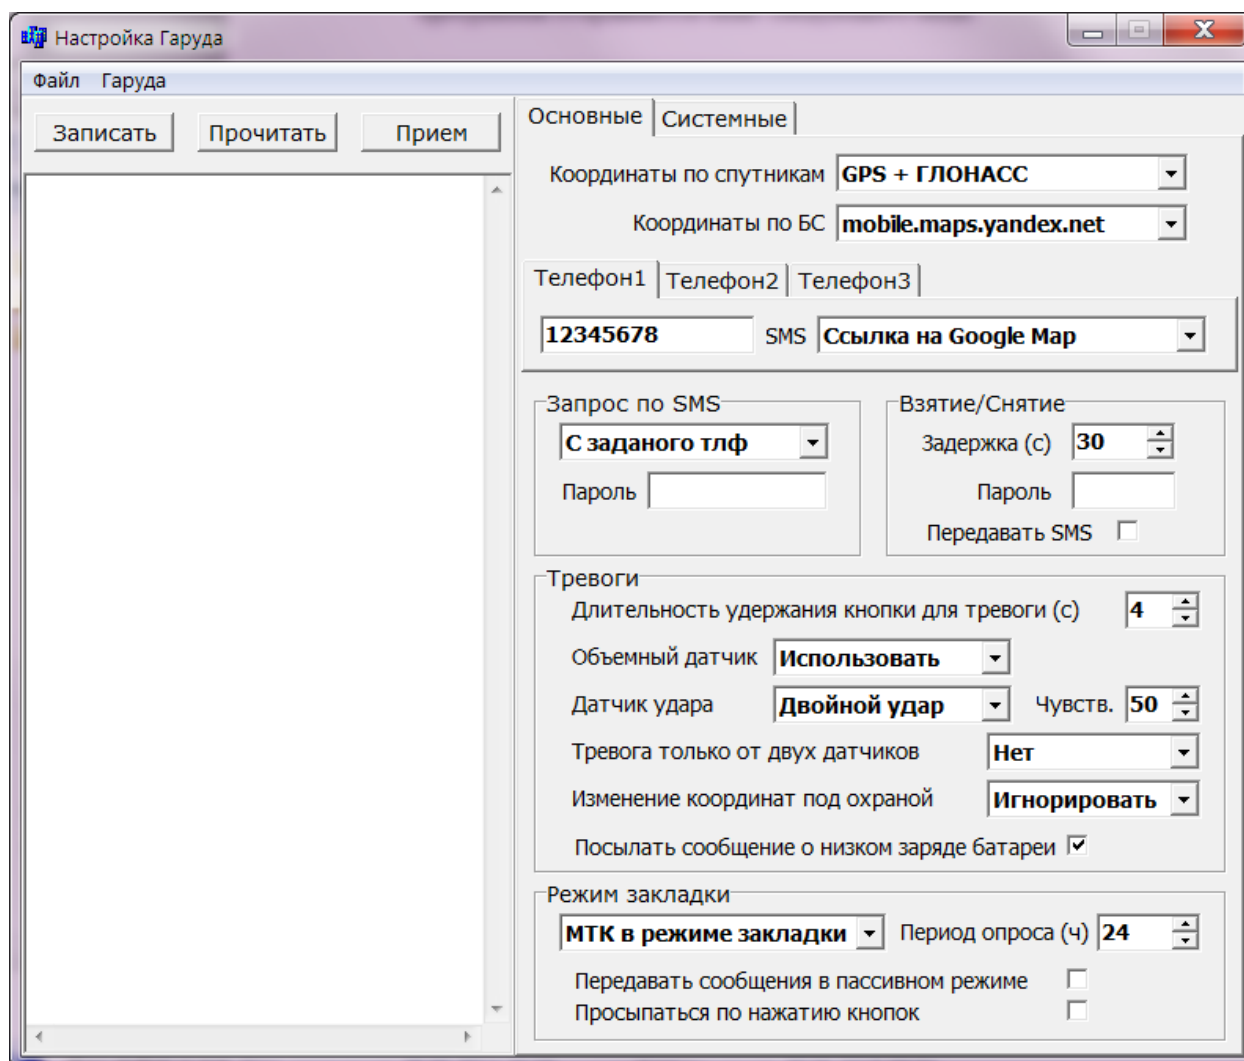 Настройка Гаруда
Файл Гаруда
Записать Прочитать Прием
Основные Системные
Координаты по спутникам GPS + ГЛОНАСС
Координаты по БС mobile.maps.yandex.net
Телефон1 Телефон2 Телефон3
12345678 SMS Ссылка на Google Map
Запрос по SMS
С заданого тлф
Пароль
Взятие/Снятие
Задержка (с) 30
Пароль
Передавать SMS
Тревоги
Длительность удержания кнопки для тревоги (с) 4
Объемный датчик Использовать
Датчик удара Двойной удар Чувств. 50
Тревога только от двух датчиков Нет
Изменение координат под охраной Игнорировать
Посылать сообщение о низком заряде батареи
Режим закладки
МТК в режиме закладки Период опроса (ч) 24
Передавать сообщения в пассивном режиме
Просыпаться по нажатию кнопок